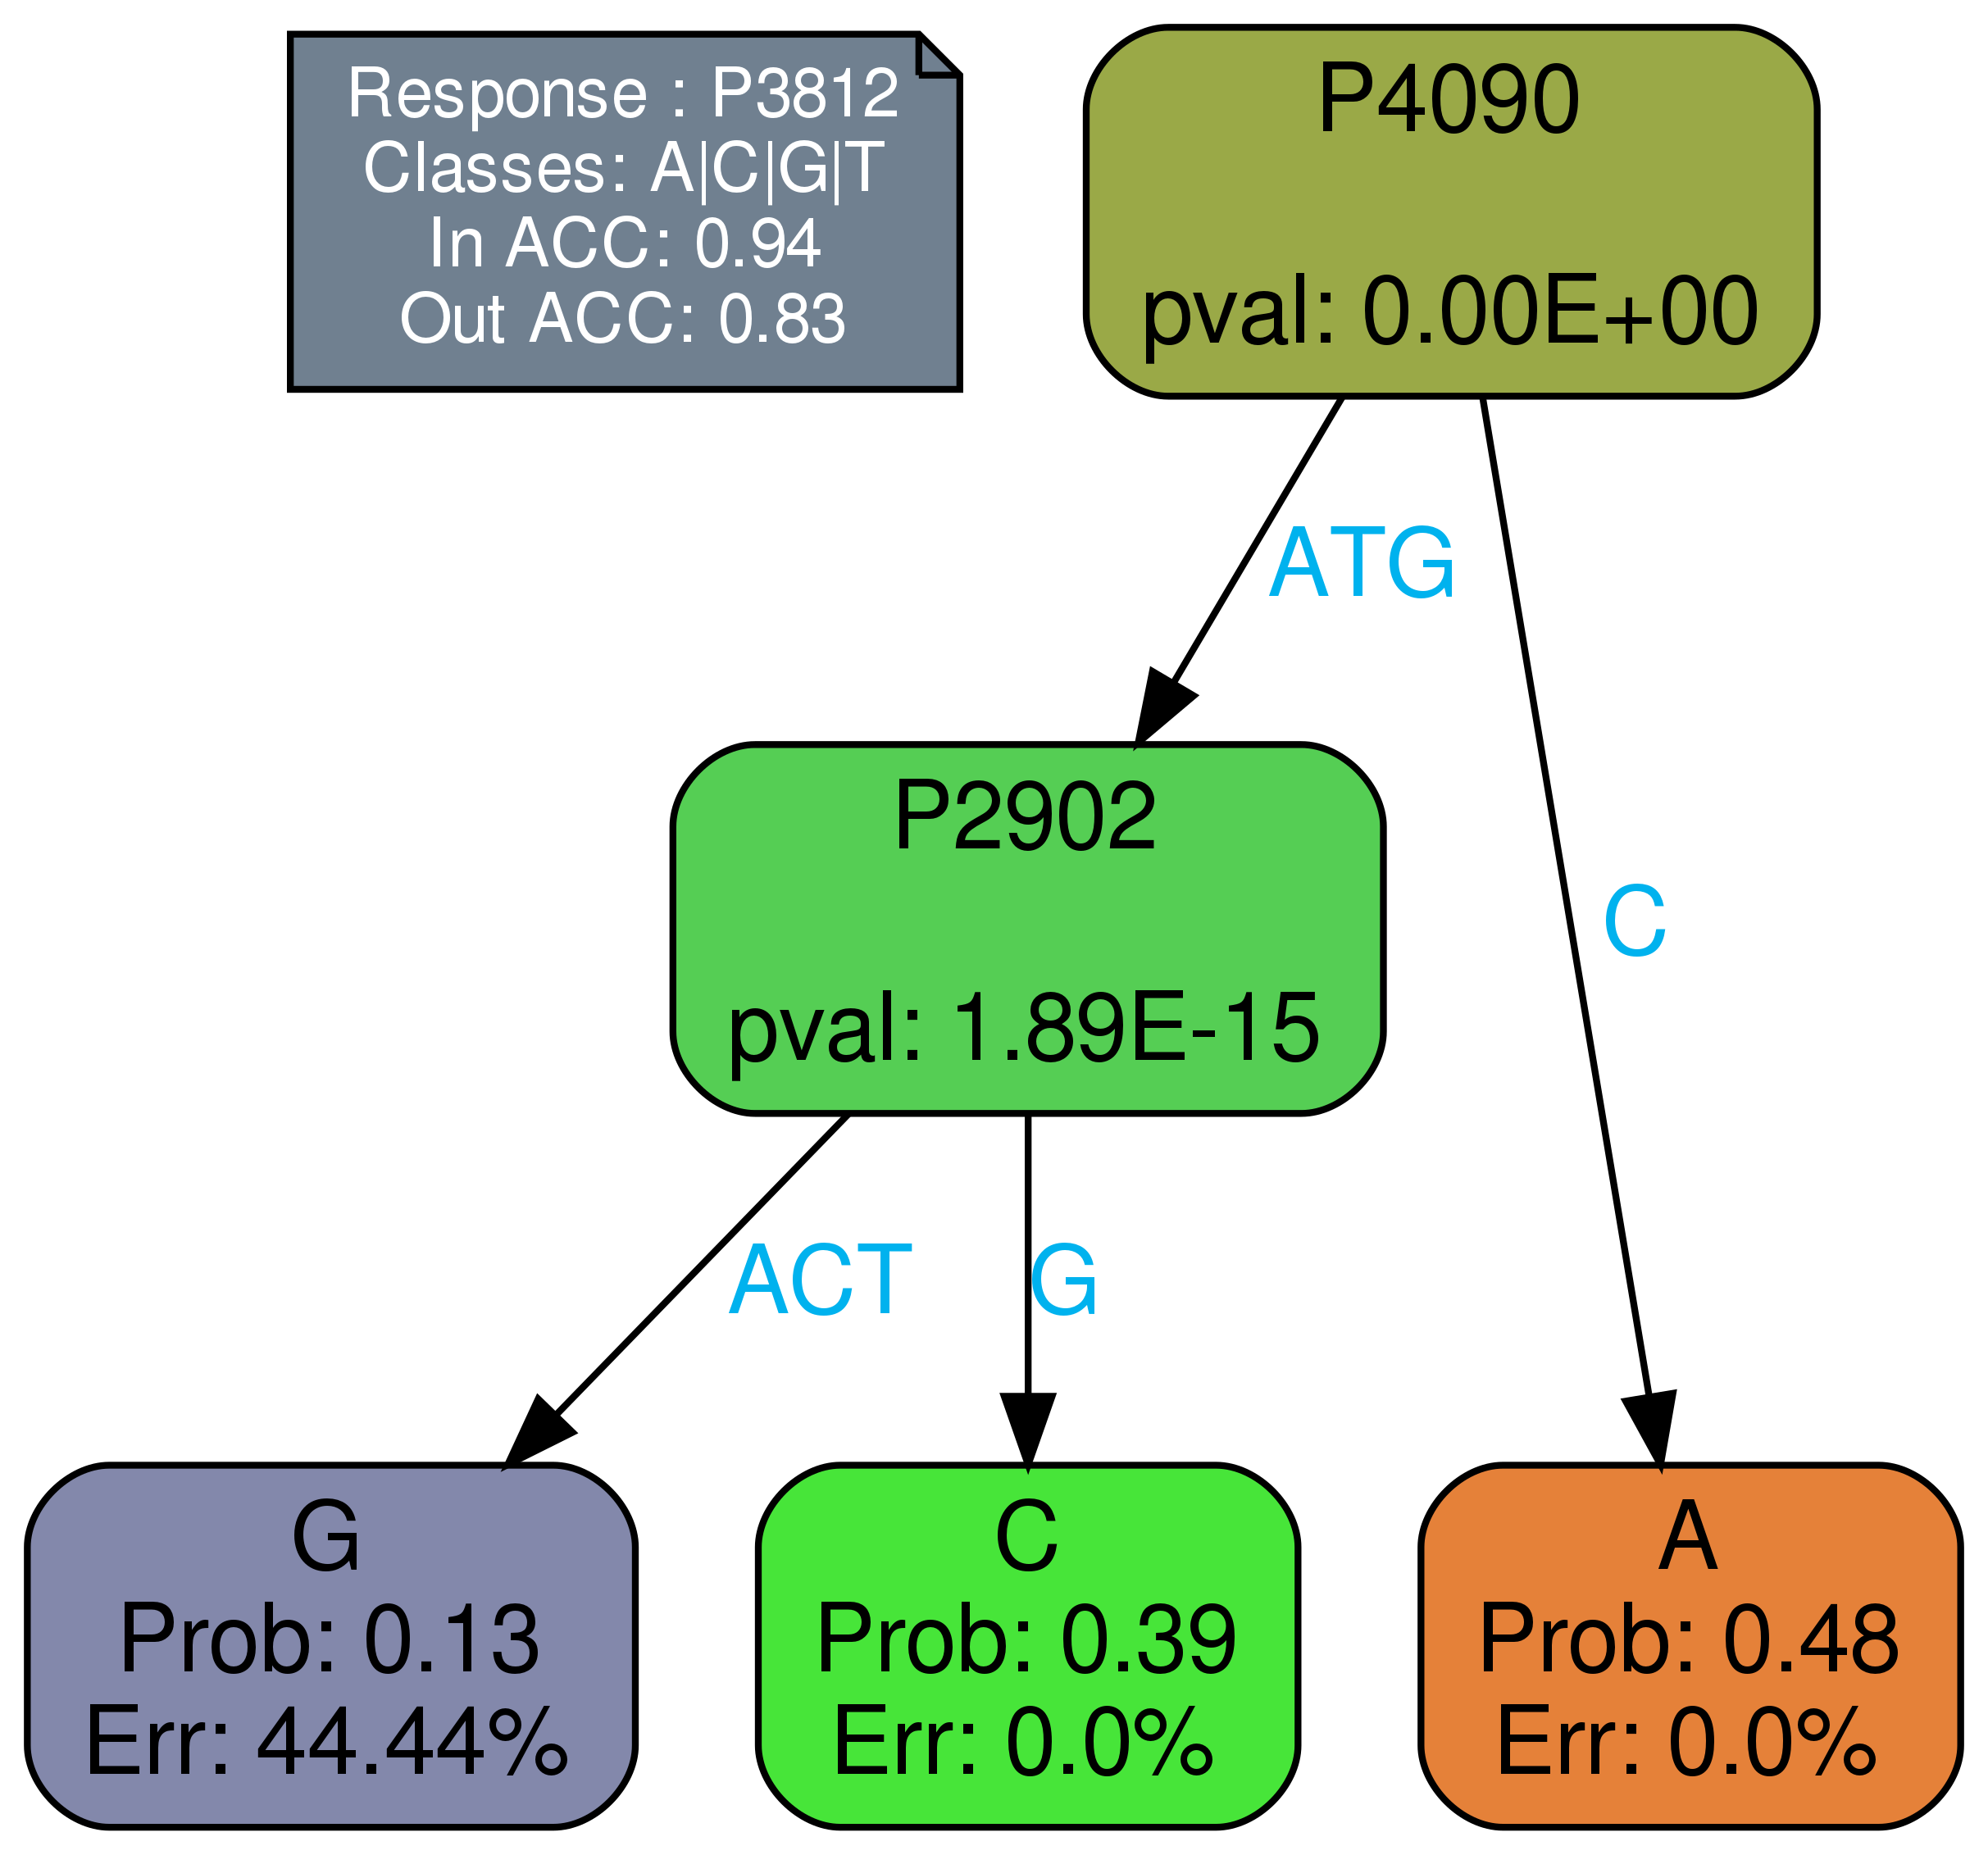 Response : P3812
Classes: A|C|G|T
In ACC: 0.94
Out ACC: 0.83
P4090
pval: 0.00E+00
ATG
C
P2902
pval: 1.89E-15
ACT
G
G
Prob: 0.13
Err: 44.44%
C
Prob: 0.39
Err: 0.0%
A
Prob: 0.48
Err: 0.0%